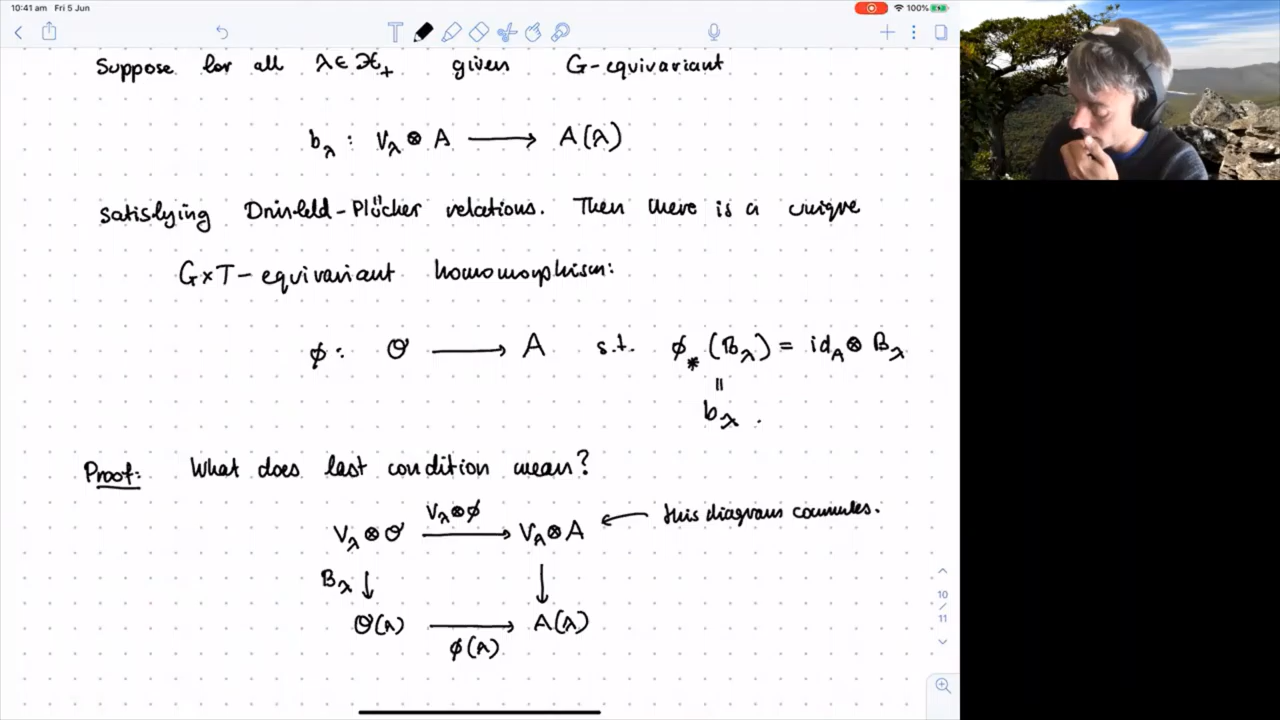 10:41 am Fri 5 Jun
100%
Suppose for all λ ∈ 𝒳₊ given G-equivariant
b_λ : V_λ ⊗ A ⟶ A(λ)
satisfying Drinfeld-Plücker relations. Then there is a unique
G×T-equivariant homomorphism:
ϕ : 𝒪 ⟶ A s.t. ϕ_*(B_λ) = id_A ⊗ B_λ
=
b_λ .
Proof: What does last condition mean?
V_λ ⊗ 𝒪 V_λ⊗ϕ ⟶ V_λ ⊗ A ← this diagram commutes.
B_λ ↓ ↓
𝒪(λ) ⟶ A(λ)
ϕ(λ)
10
/
11